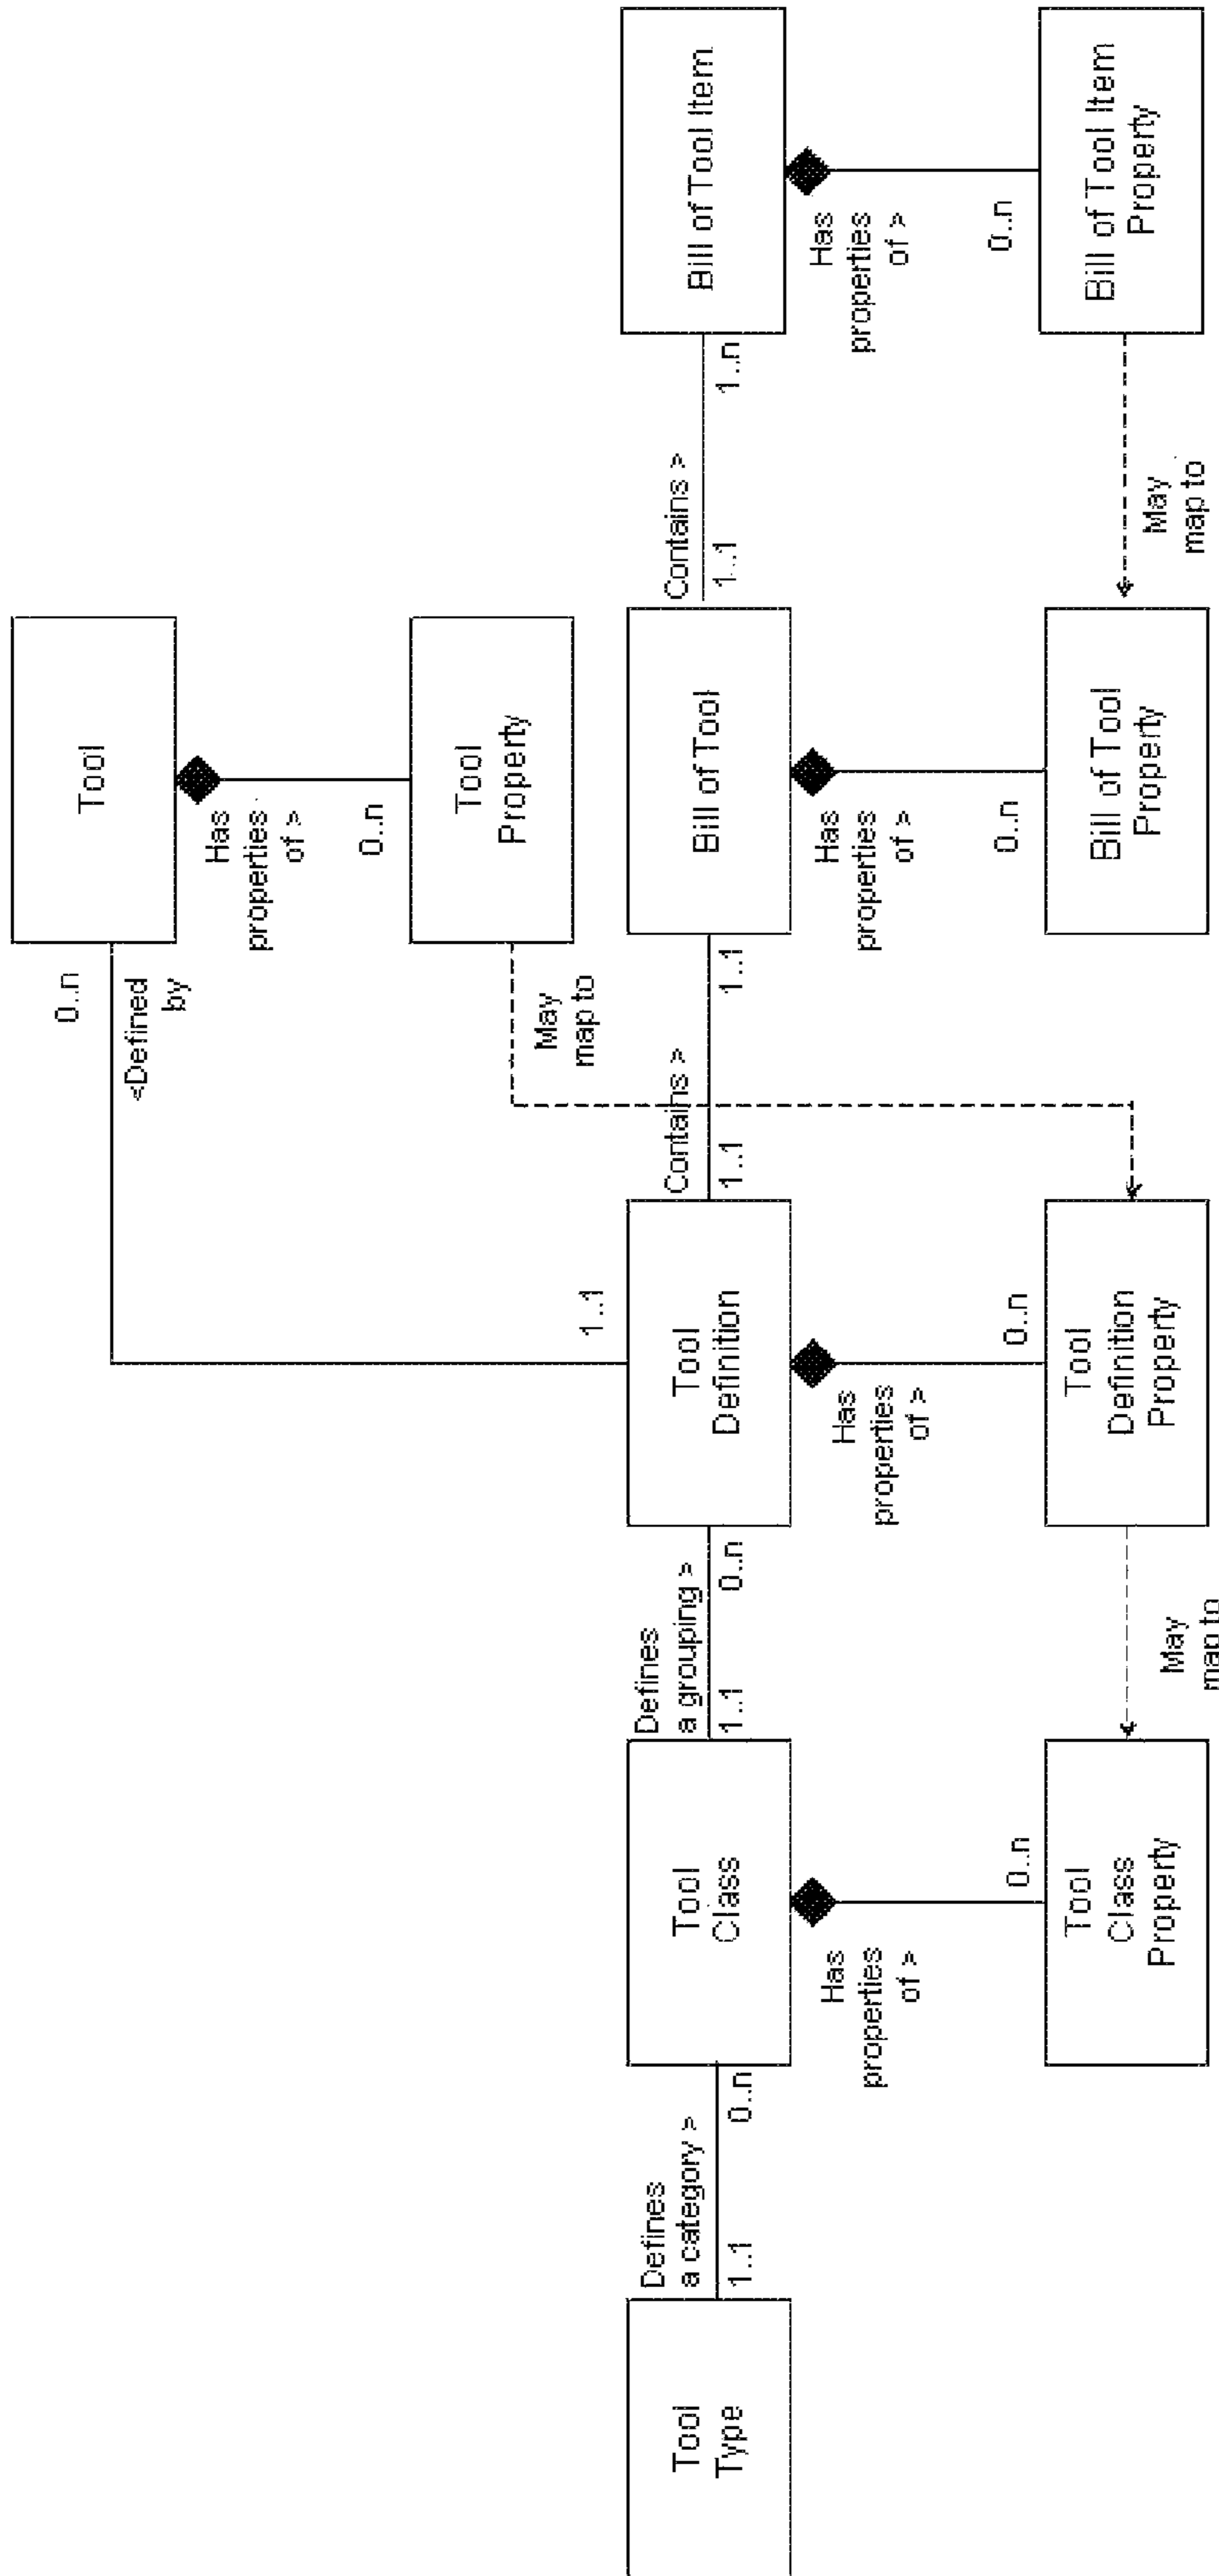 Tool
Has
properties
of >
0..n
Tool
Property
0..n
<Defined
by
May
map to
1..1
Tool
Type
Defines
a category >
1..1
0..n
Tool
Class
Defines
a grouping >
1..1
0..n
Tool
Definition
Contains >
1..1
1..1
Bill of Tool
Contains >
1..1
1..n
Bill of Tool Item
Has
properties
of >
0..n
Has
properties
of >
0..n
Has
properties
of >
0..n
Has
properties
of >
0..n
Tool
Class
Property
May
map to
Tool
Definition
Property
Bill of Tool
Property
May
map to
Bill of Tool Item
Property